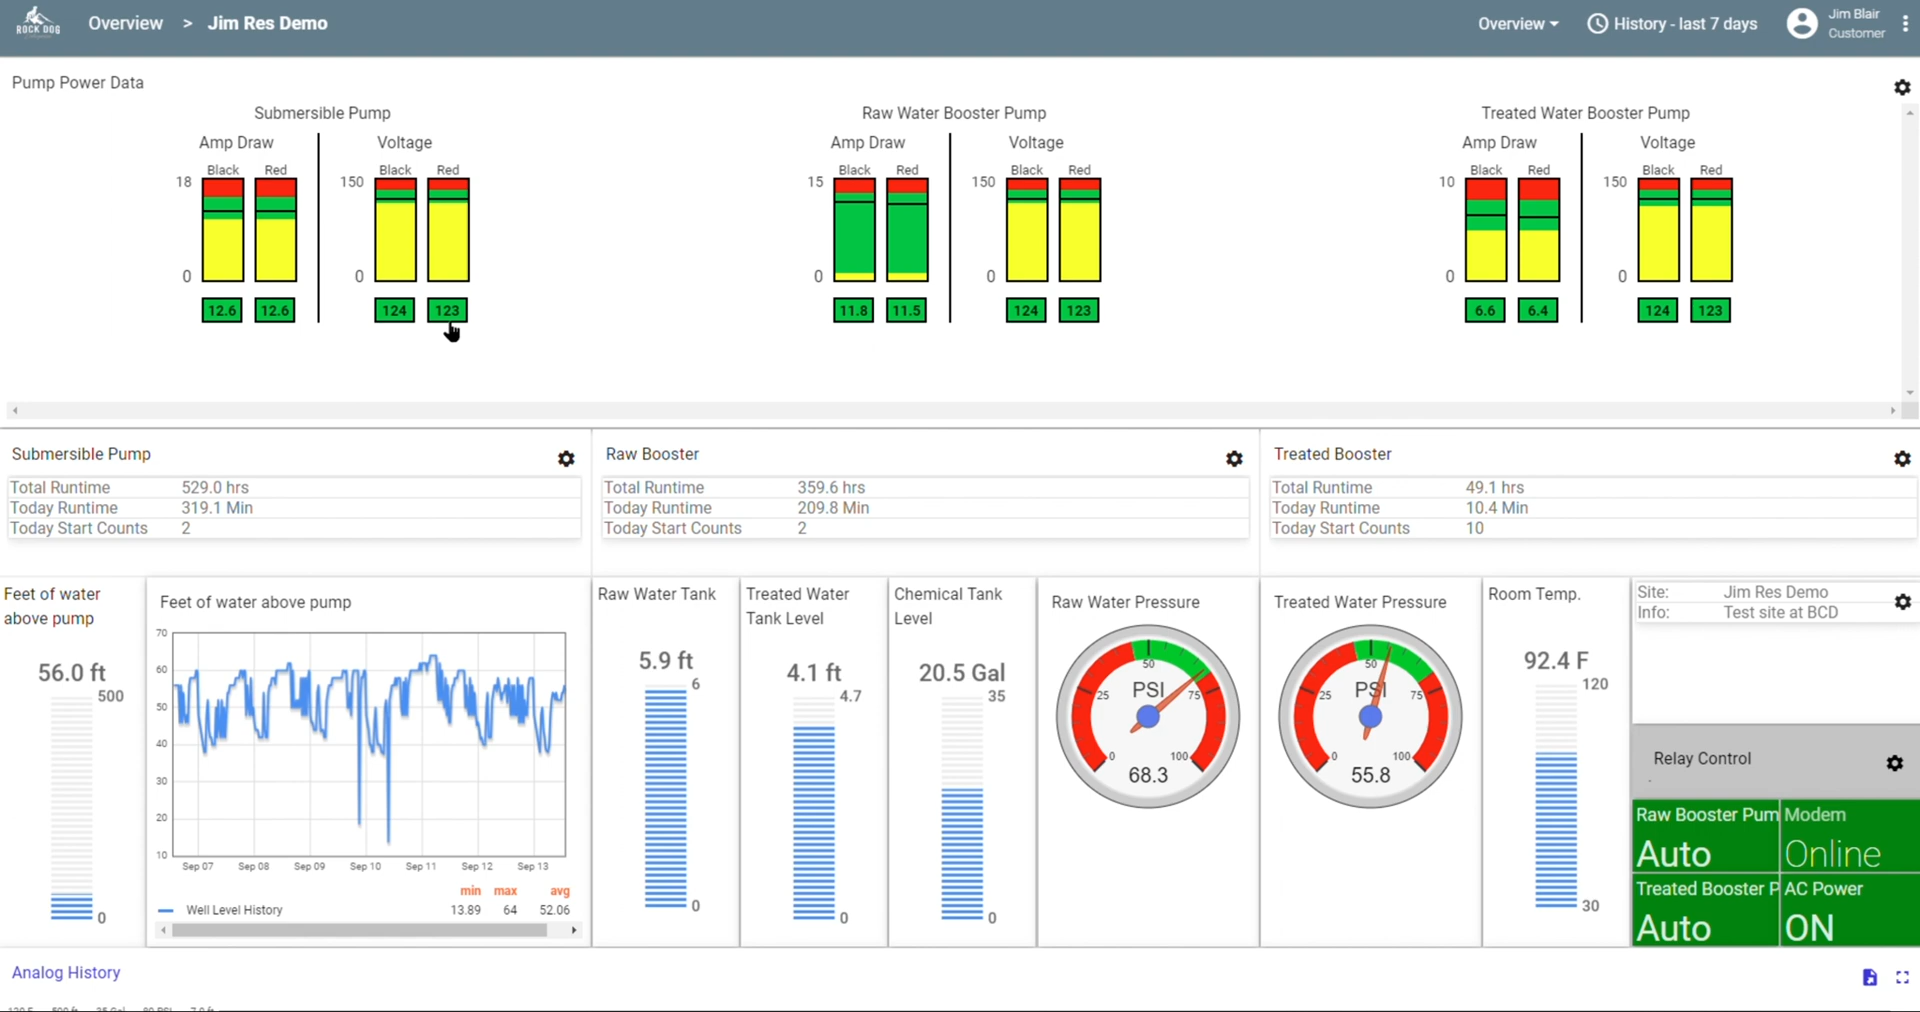 ROCK DOG
Overview > Jim Res Demo
Overview
History - last 7 days
Jim Blair
Customer
Pump Power Data
Submersible Pump
Amp Draw
Voltage
Black Red
Black Red
18
150
0
0
12.6 12.6
124 123
Raw Water Booster Pump
Amp Draw
Voltage
Black Red
Black Red
15
150
0
0
11.8 11.5
124 123
Treated Water Booster Pump
Amp Draw
Voltage
Black Red
Black Red
10
150
0
0
6.6 6.4
124 123
Submersible Pump
Total Runtime 529.0 hrs
Today Runtime 319.1 Min
Today Start Counts 2
Raw Booster
Total Runtime 359.6 hrs
Today Runtime 209.8 Min
Today Start Counts 2
Treated Booster
Total Runtime 49.1 hrs
Today Runtime 10.4 Min
Today Start Counts 10
Feet of water
above pump
56.0 ft
500
0
Feet of water above pump
70
60
50
40
30
20
10
Sep 07 Sep 08 Sep 09 Sep 10 Sep 11 Sep 12 Sep 13
min max avg
Well Level History 13.89 64 52.06
Raw Water Tank
5.9 ft
6
0
Treated Water
Tank Level
4.1 ft
4.7
0
Chemical Tank
Level
20.5 Gal
35
0
Raw Water Pressure
50
PSI
25 75
0 100
68.3
Treated Water Pressure
50
PSI
25 75
0 100
55.8
Room Temp.
92.4 F
120
30
Site: Jim Res Demo
Info: Test site at BCD
Relay Control
.
Raw Booster Pum
Auto
Modem
Online
Treated Booster P
Auto
AC Power
ON
Analog History